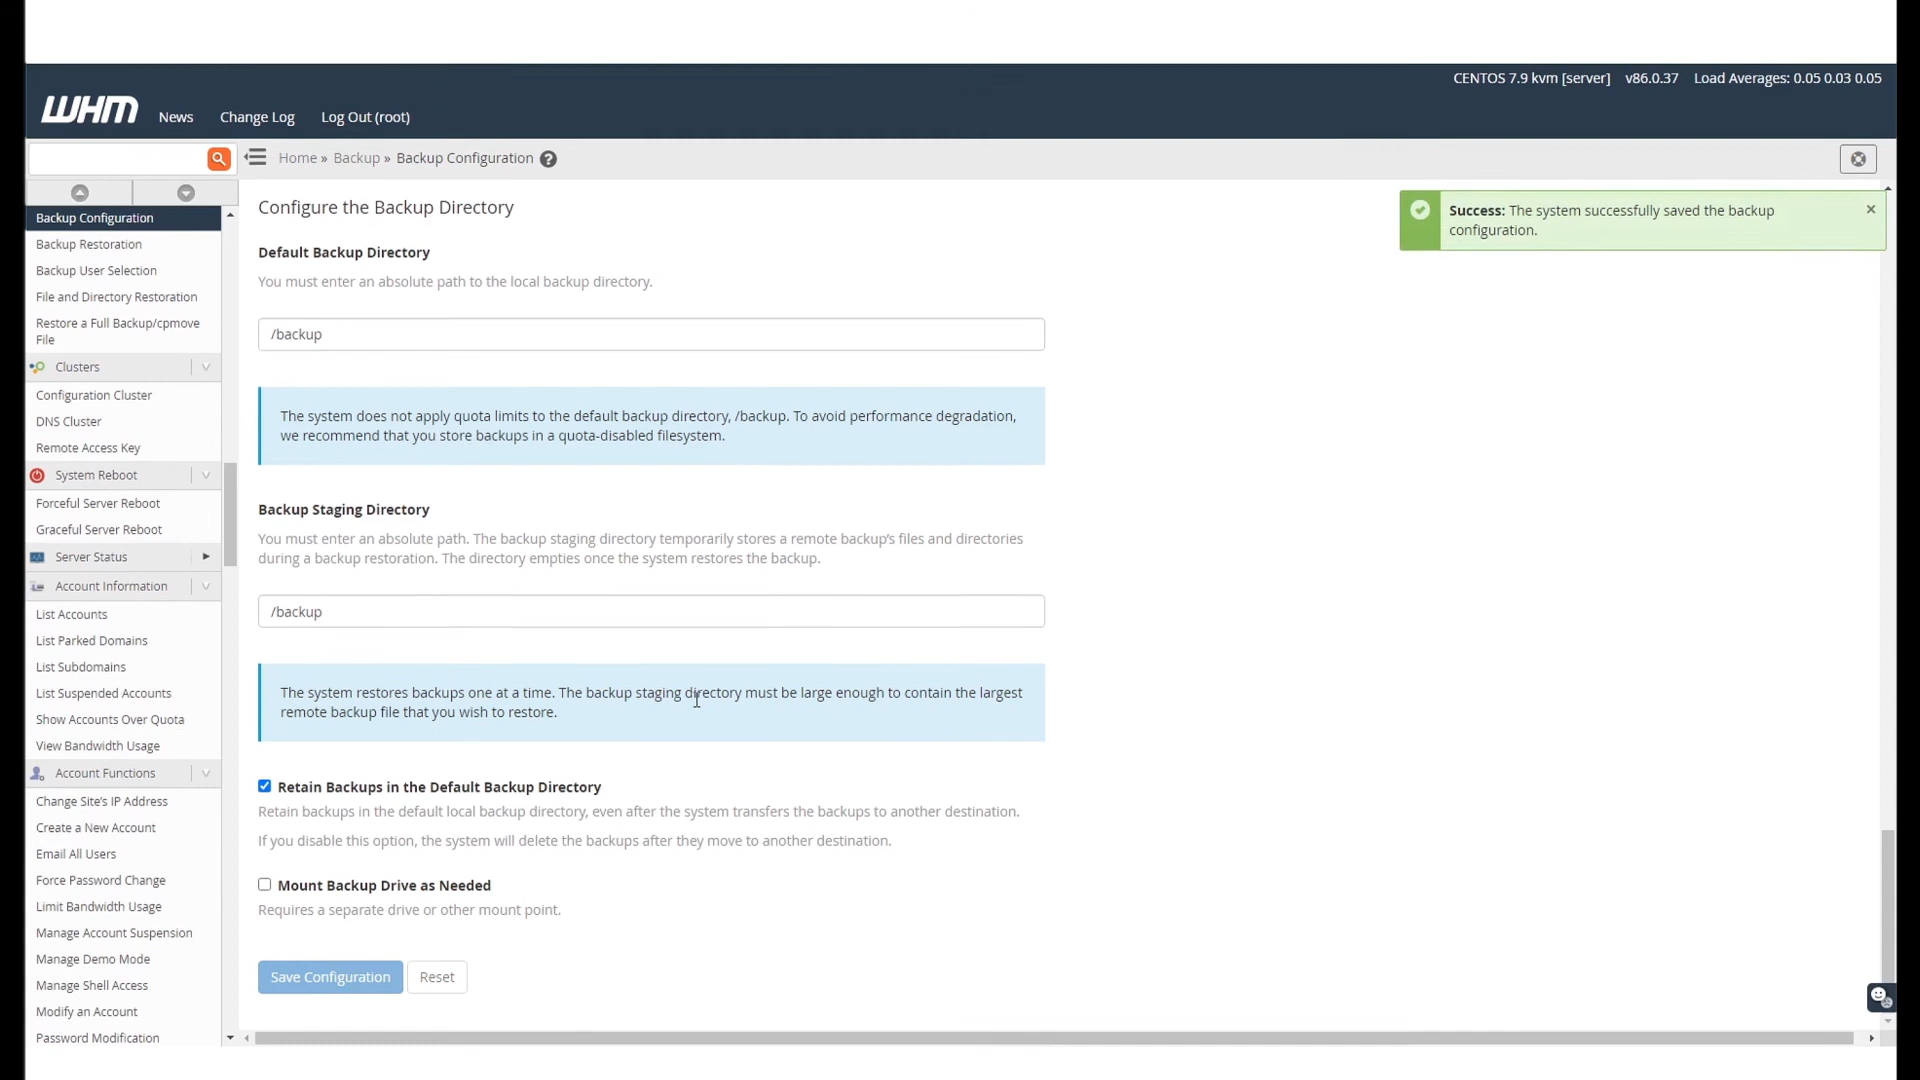 CENTOS 7.9 kvm [server] v86.0.37 Load Averages: 0.05 0.03 0.05
WHM News Change Log Log Out (root)
Home » Backup » Backup Configuration ?
Backup Configuration
Backup Restoration
Backup User Selection
File and Directory Restoration
Restore a Full Backup/cpmove
File
Clusters
Configuration Cluster
DNS Cluster
Remote Access Key
System Reboot
Forceful Server Reboot
Graceful Server Reboot
Server Status
Account Information
List Accounts
List Parked Domains
List Subdomains
List Suspended Accounts
Show Accounts Over Quota
View Bandwidth Usage
Account Functions
Change Site's IP Address
Create a New Account
Email All Users
Force Password Change
Limit Bandwidth Usage
Manage Account Suspension
Manage Demo Mode
Manage Shell Access
Modify an Account
Password Modification
Configure the Backup Directory
Default Backup Directory
You must enter an absolute path to the local backup directory.
/backup
The system does not apply quota limits to the default backup directory, /backup. To avoid performance degradation,
we recommend that you store backups in a quota-disabled filesystem.
Backup Staging Directory
You must enter an absolute path. The backup staging directory temporarily stores a remote backup's files and directories
during a backup restoration. The directory empties once the system restores the backup.
/backup
The system restores backups one at a time. The backup staging directory must be large enough to contain the largest
remote backup file that you wish to restore.
Retain Backups in the Default Backup Directory
Retain backups in the default local backup directory, even after the system transfers the backups to another destination.
If you disable this option, the system will delete the backups after they move to another destination.
Mount Backup Drive as Needed
Requires a separate drive or other mount point.
Save Configuration Reset
Success: The system successfully saved the backup
configuration.